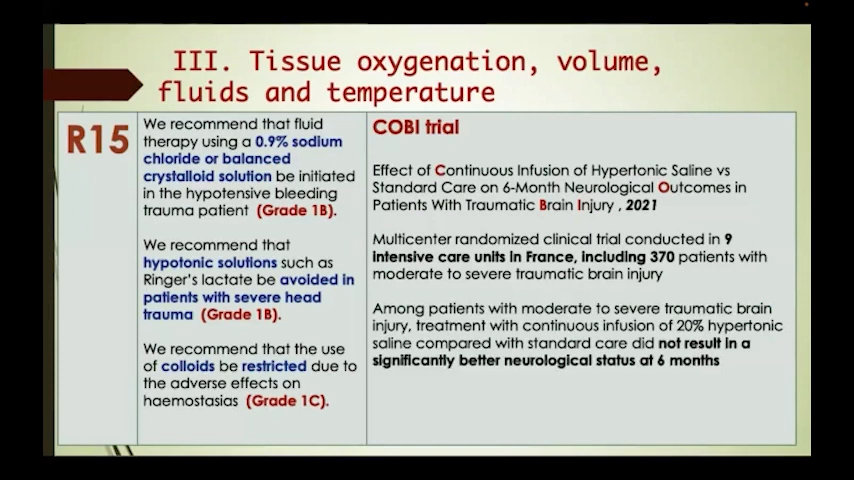 III. Tissue oxygenation, volume,
fluids and temperature
R15
We recommend that fluid
therapy using a 0.9% sodium
chloride or balanced
crystalloid solution be initiated
in the hypotensive bleeding
trauma patient (Grade 1B).
We recommend that
hypotonic solutions such as
Ringer's lactate be avoided in
patients with severe head
trauma (Grade 1B).
We recommend that the use
of colloids be restricted due to
the adverse effects on
haemostasias (Grade 1C).
COBI trial
Effect of Continuous Infusion of Hypertonic Saline vs
Standard Care on 6-Month Neurological Outcomes in
Patients With Traumatic Brain Injury , 2021
Multicenter randomized clinical trial conducted in 9
intensive care units in France, including 370 patients with
moderate to severe traumatic brain injury
Among patients with moderate to severe traumatic brain
injury, treatment with continuous infusion of 20% hypertonic
saline compared with standard care did not result in a
significantly better neurological status at 6 months